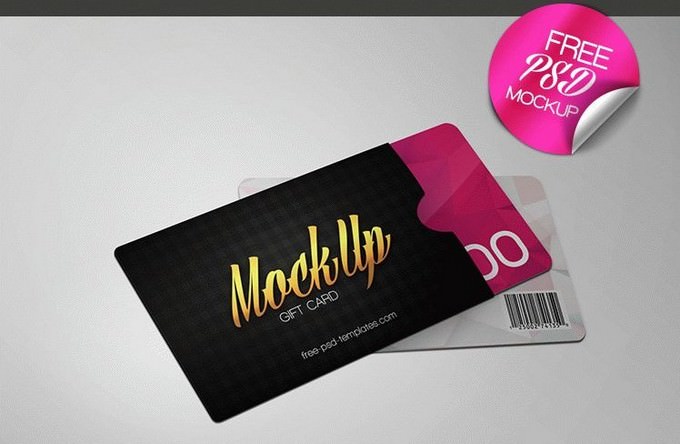 FREE
PSD
MOCKUP
MockUp
GIFT CARD
free-psd-templates.com
00